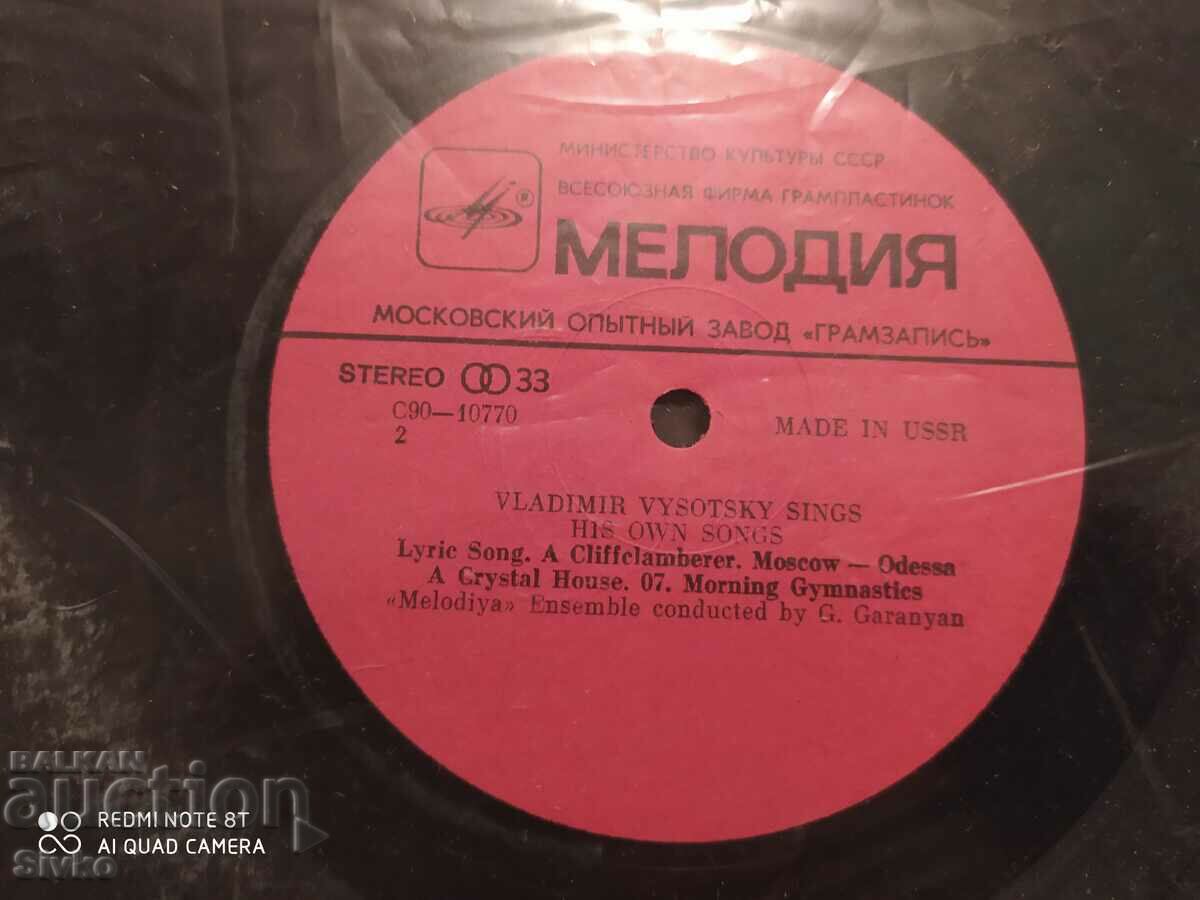 МИНИСТЕРСТВО КУЛЬТУРЫ СССР
ВСЕСОЮЗНАЯ ФИРМА ГРАМПЛАСТИНОК
®
МЕЛОДИЯ
МОСКОВСКИЙ ОПЫТНЫЙ ЗАВОД «ГРАМЗАПИСЬ»
STEREO 33
С90—10770
2
MADE IN USSR
VLADIMIR VYSOTSKY SINGS
HIS OWN SONGS
Lyric Song. A Cliffclamberer. Moscow — Odessa
A Crystal House. 07. Morning Gymnastics
«Melodiya» Ensemble conducted by G. Garanyan
BALKAN
auction
REDMI NOTE 8T
AI QUAD CAMERA
Sivko